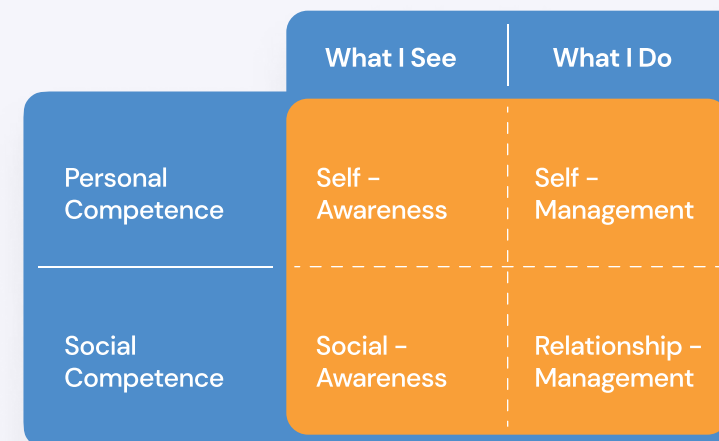 What I See
What I Do
Personal
Competence
Self -
Awareness
Self -
Management
Social
Competence
Social -
Awareness
Relationship -
Management